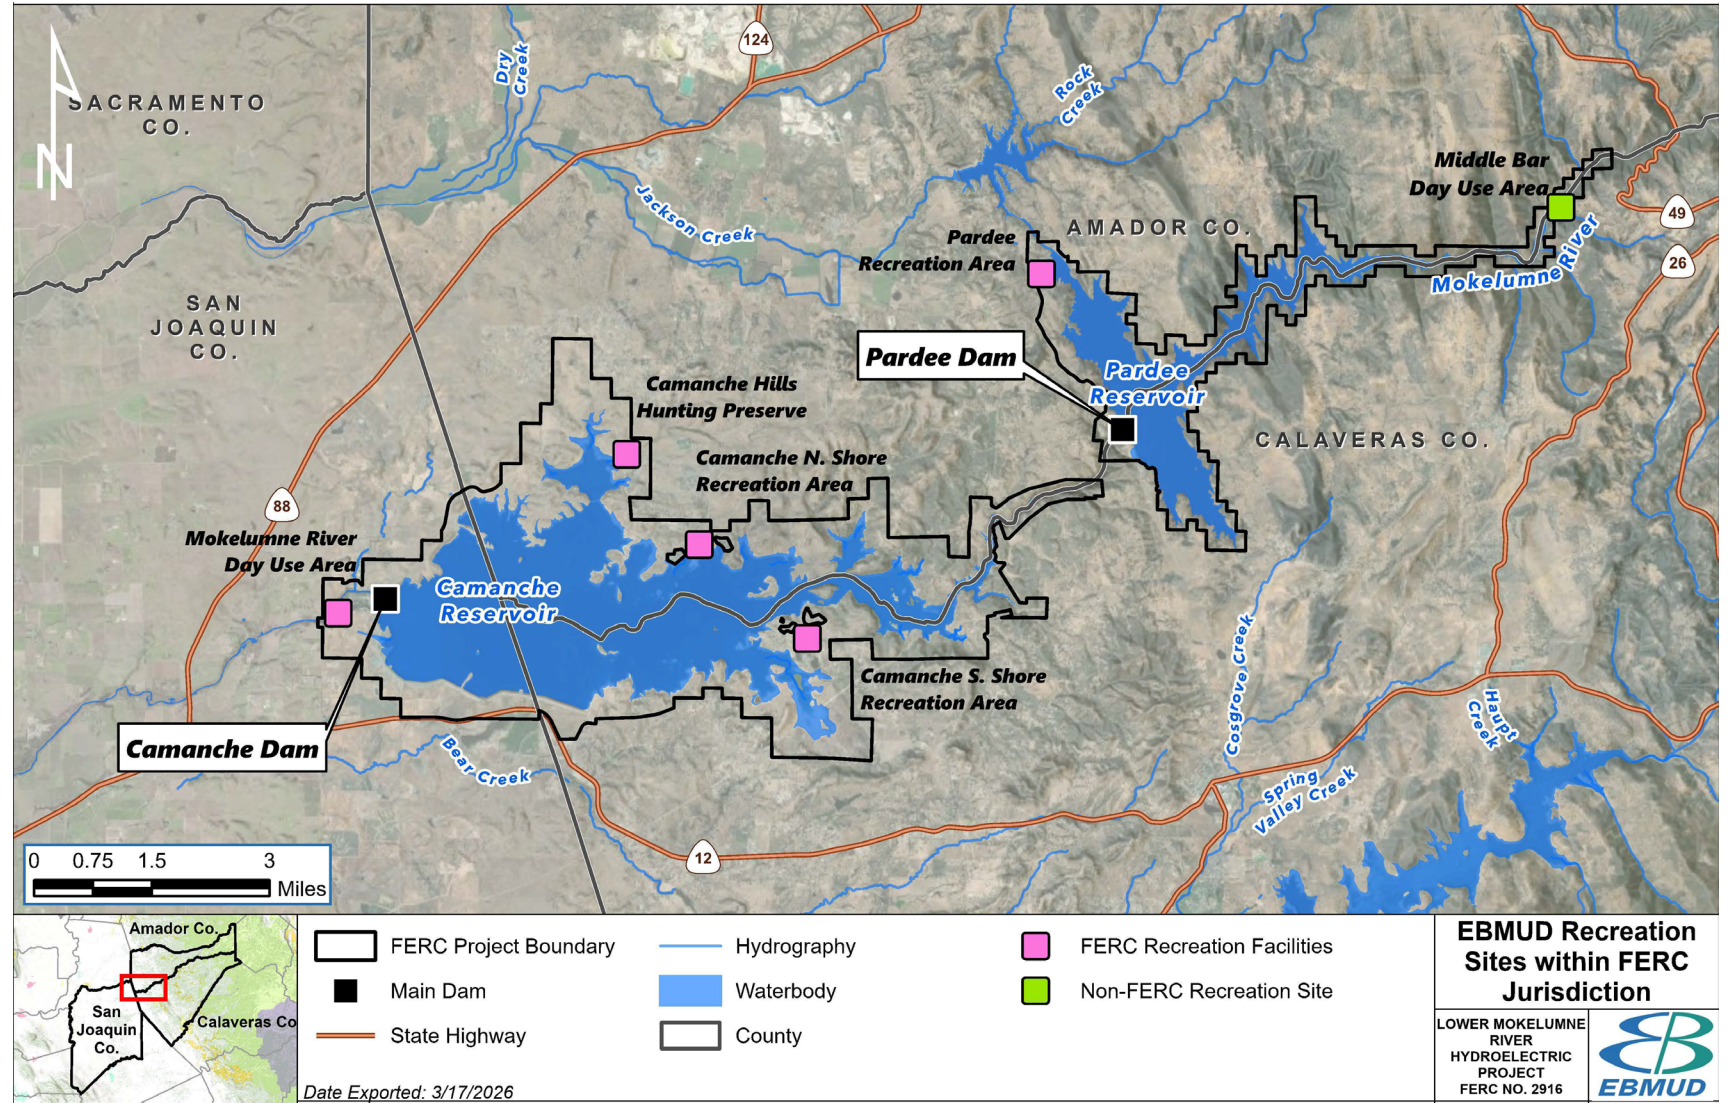 124
Dry
Creek
SACRAMENTO
CO.
N
Rock
Creek
Middle Bar
Day Use Area
49
Jackson Creek
AMADOR CO.
Pardee
Recreation Area
26
Mokelumne River
SAN
JOAQUIN
CO.
Pardee Dam
Pardee
Reservoir
Camanche Hills
Hunting Preserve
CALAVERAS CO.
Camanche N. Shore
Recreation Area
88
Mokelumne River
Day Use Area
Camanche
Reservoir
Cosgrove Creek
Camanche S. Shore
Recreation Area
Haupt
Creek
Camanche Dam
Bear Creek
Spring
Valley Creek
12
0 0.75 1.5 3
Miles
Amador Co.
San
Joaquin
Co.
Calaveras Co
FERC Project Boundary
Main Dam
State Highway
Hydrography
Waterbody
County
FERC Recreation Facilities
Non-FERC Recreation Site
Date Exported: 3/17/2026
EBMUD Recreation
Sites within FERC
Jurisdiction
LOWER MOKELUMNE
RIVER
HYDROELECTRIC
PROJECT
FERC NO. 2916
EBMUD